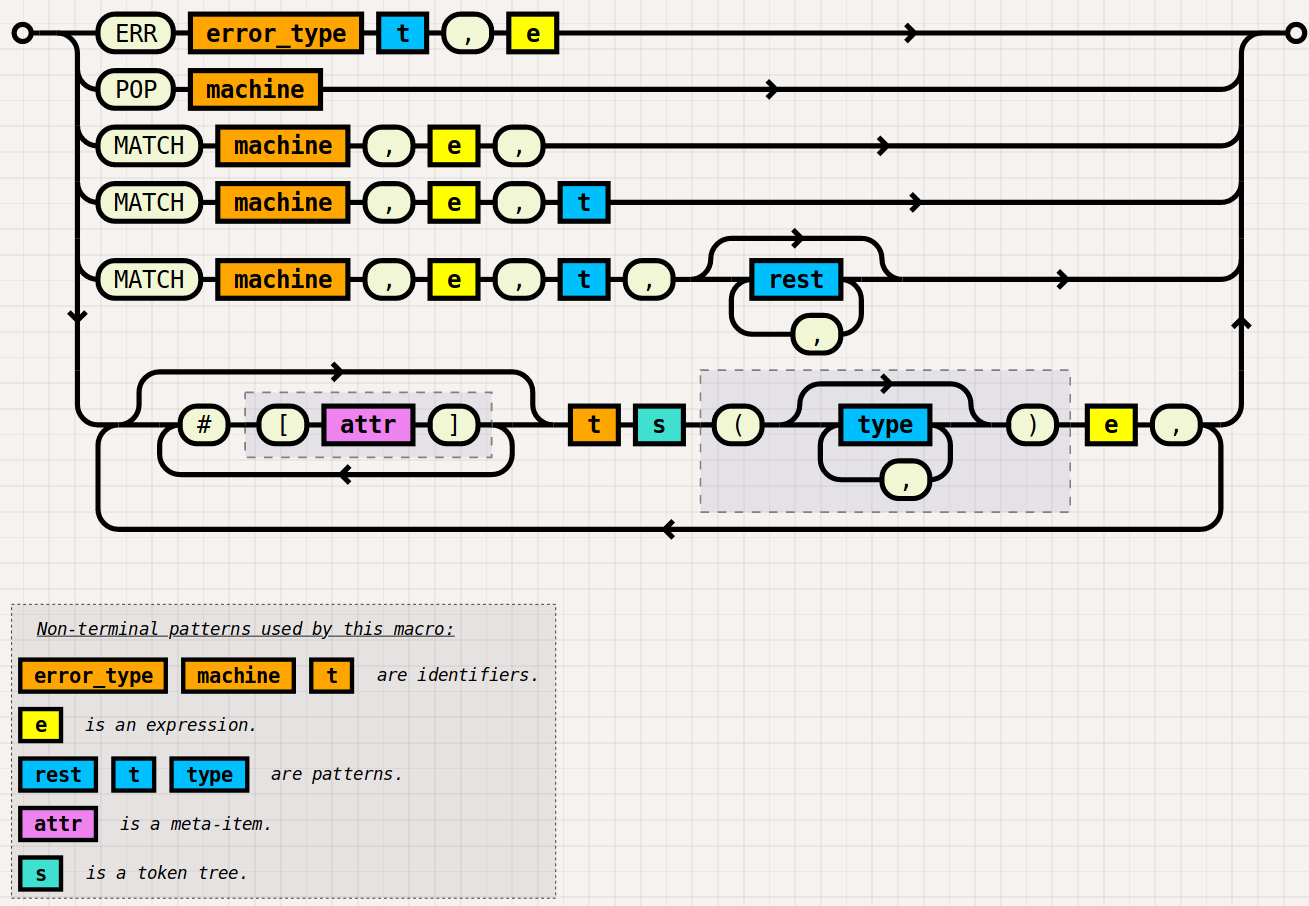 ERR error_type t , e
POP machine
MATCH machine , e ,
MATCH machine , e , t
MATCH machine , e , t , rest
,
# [ attr ] t s ( type ) e ,
,
Non-terminal patterns used by this macro:
error_type machine t are identifiers.
e is an expression.
rest t type are patterns.
attr is a meta-item.
s is a token tree.